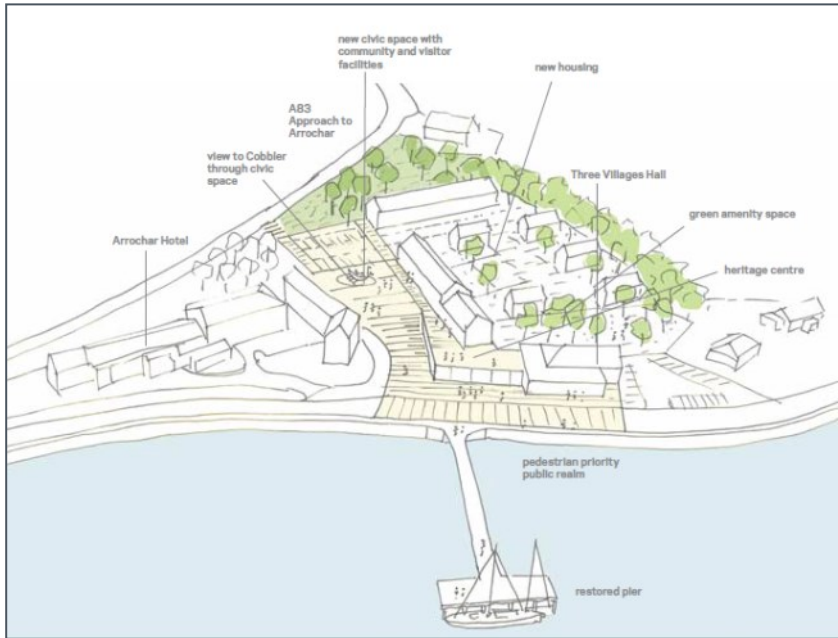 new civic space with
community and visitor
facilities
new housing
A83
Approach to
Arrochar
view to Cobbler
through civic
space
Three Villages Hall
green amenity space
Arrochar Hotel
heritage centre
pedestrian priority
public realm
restored pier